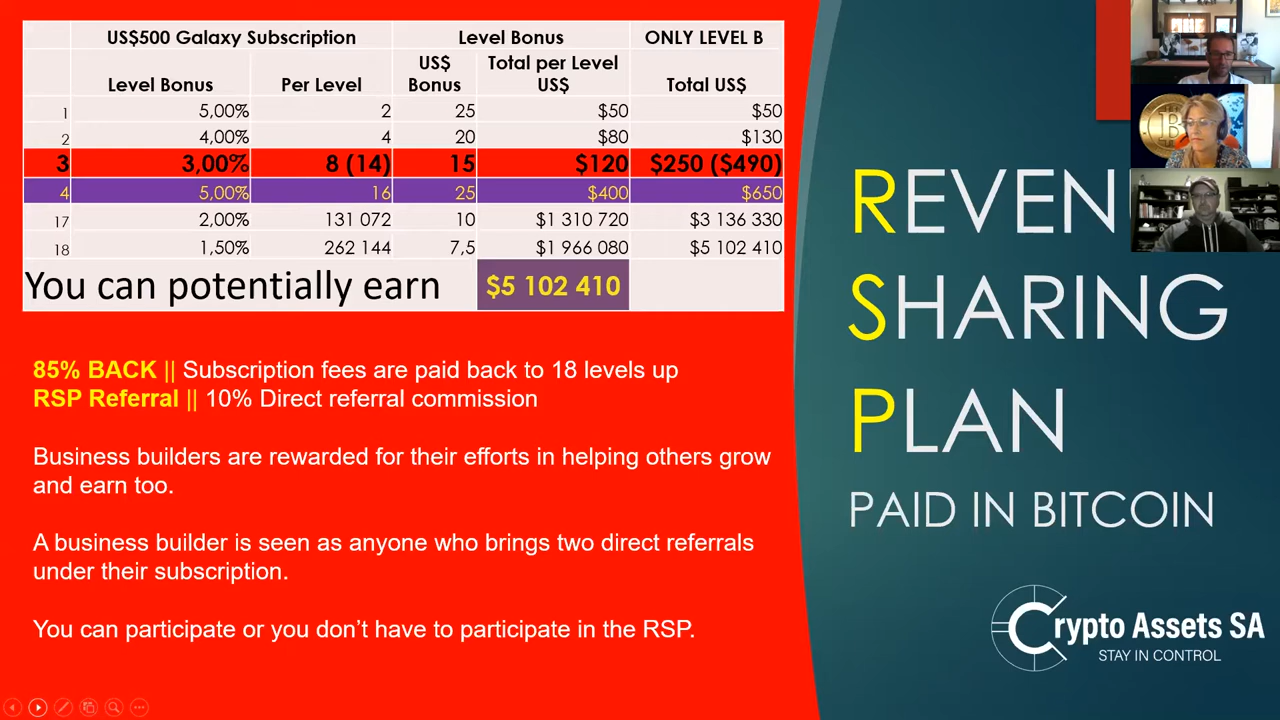 US$500 Galaxy Subscription Level Bonus ONLY LEVEL B
Level Bonus Per Level US$ Bonus Total per Level US$ Total US$
1 5,00% 2 25 $50 $50
2 4,00% 4 20 $80 $130
3 3,00% 8 (14) 15 $120 $250 ($490)
4 5,00% 16 25 $400 $650
17 2,00% 131 072 10 $1 310 720 $3 136 330
18 1,50% 262 144 7,5 $1 966 080 $5 102 410
You can potentially earn $5 102 410
85% BACK || Subscription fees are paid back to 18 levels up
RSP Referral || 10% Direct referral commission
Business builders are rewarded for their efforts in helping others grow
and earn too.
A business builder is seen as anyone who brings two direct referrals
under their subscription.
You can participate or you don't have to participate in the RSP.
REVEN
SHARING
PLAN
PAID IN BITCOIN
Crypto Assets SA
STAY IN CONTROL